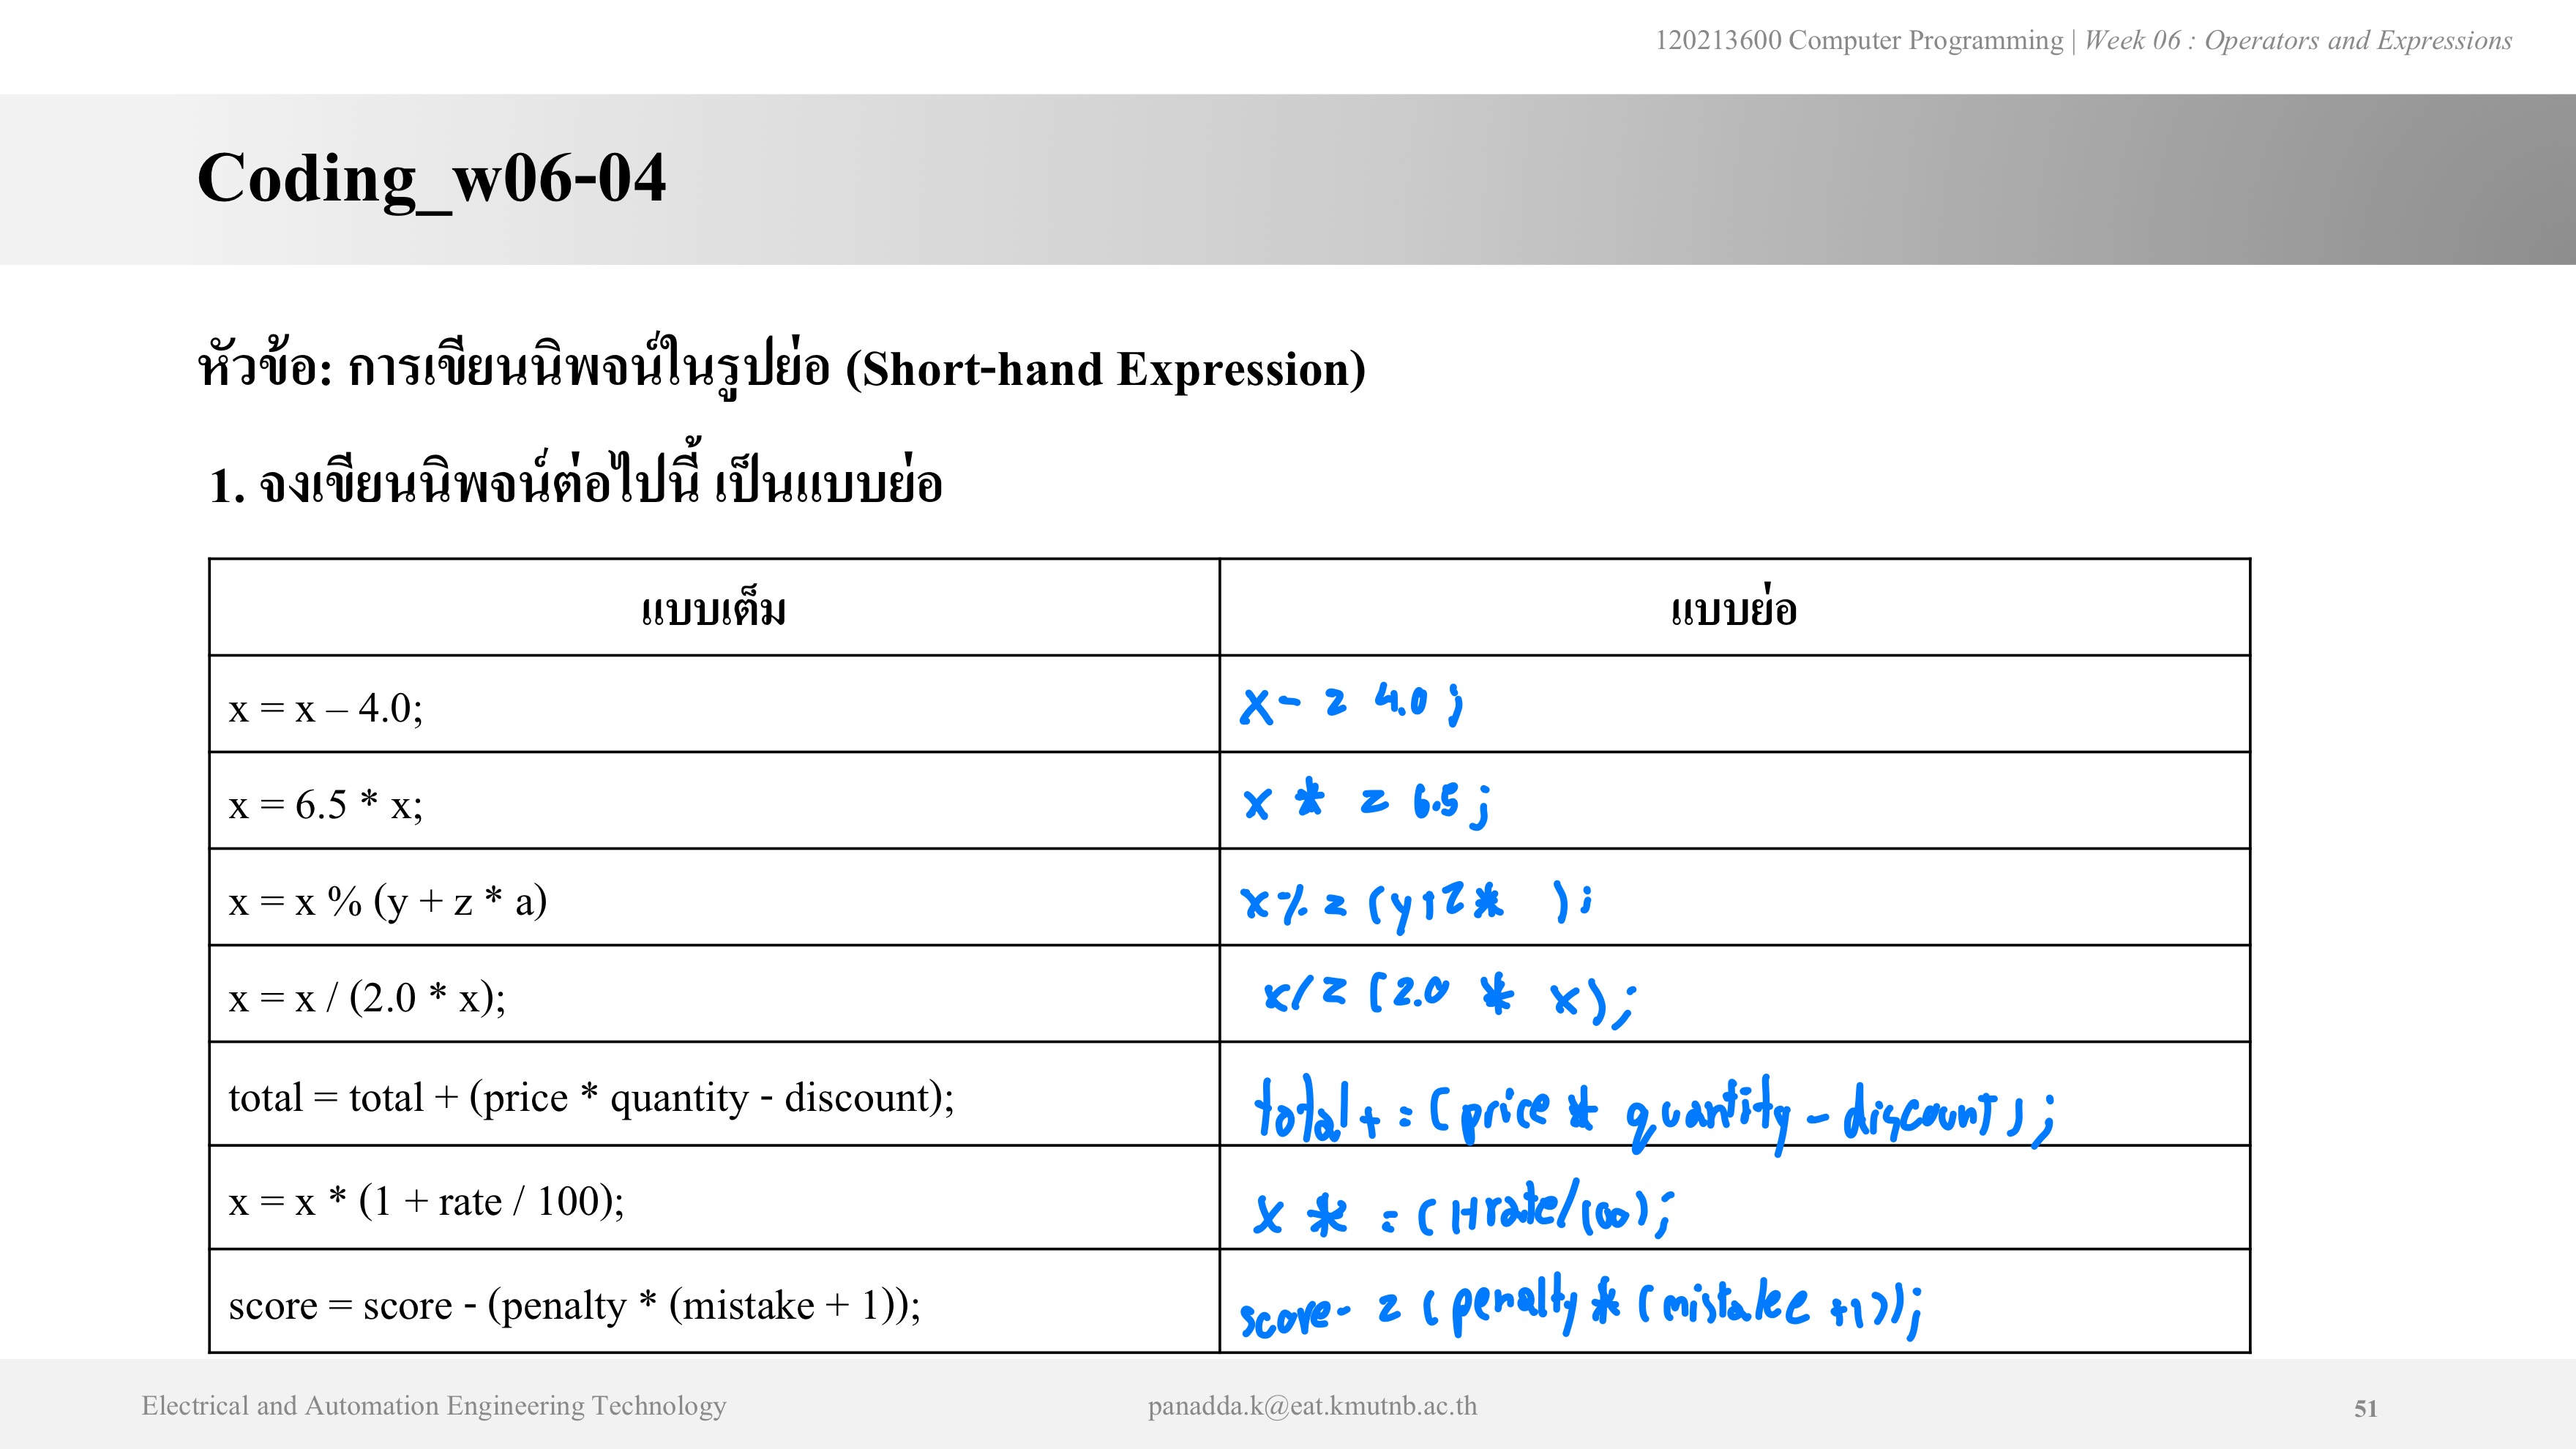 120213600 Computer Programming | Week 06 : Operators and Expressions
Coding_w06-04
หัวข้อ: การเขียนนิพจน์ในรูปย่อ (Short-hand Expression)
1. จงเขียนนิพจน์ต่อไปนี้ เป็นแบบย่อ
แบบเต็ม แบบย่อ
x = x – 4.0; x - = 4.0 ;
x = 6.5 * x; x * = 6.5 ;
x = x % (y + z * a) x % = (y + z * ) ;
x = x / (2.0 * x); x / = (2.0 * x) ;
total = total + (price * quantity - discount); total + = (price * quantity - discount) ;
x = x * (1 + rate / 100); x * = (1+rate/100);
score = score - (penalty * (mistake + 1)); score - = (penalty * (mistake +1));
Electrical and Automation Engineering Technology panadda.k@eat.kmutnb.ac.th 51